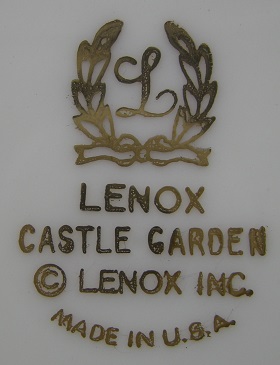 L
LENOX
CASTLE GARDEN
© LENOX INC.
MADE IN U.S.A.